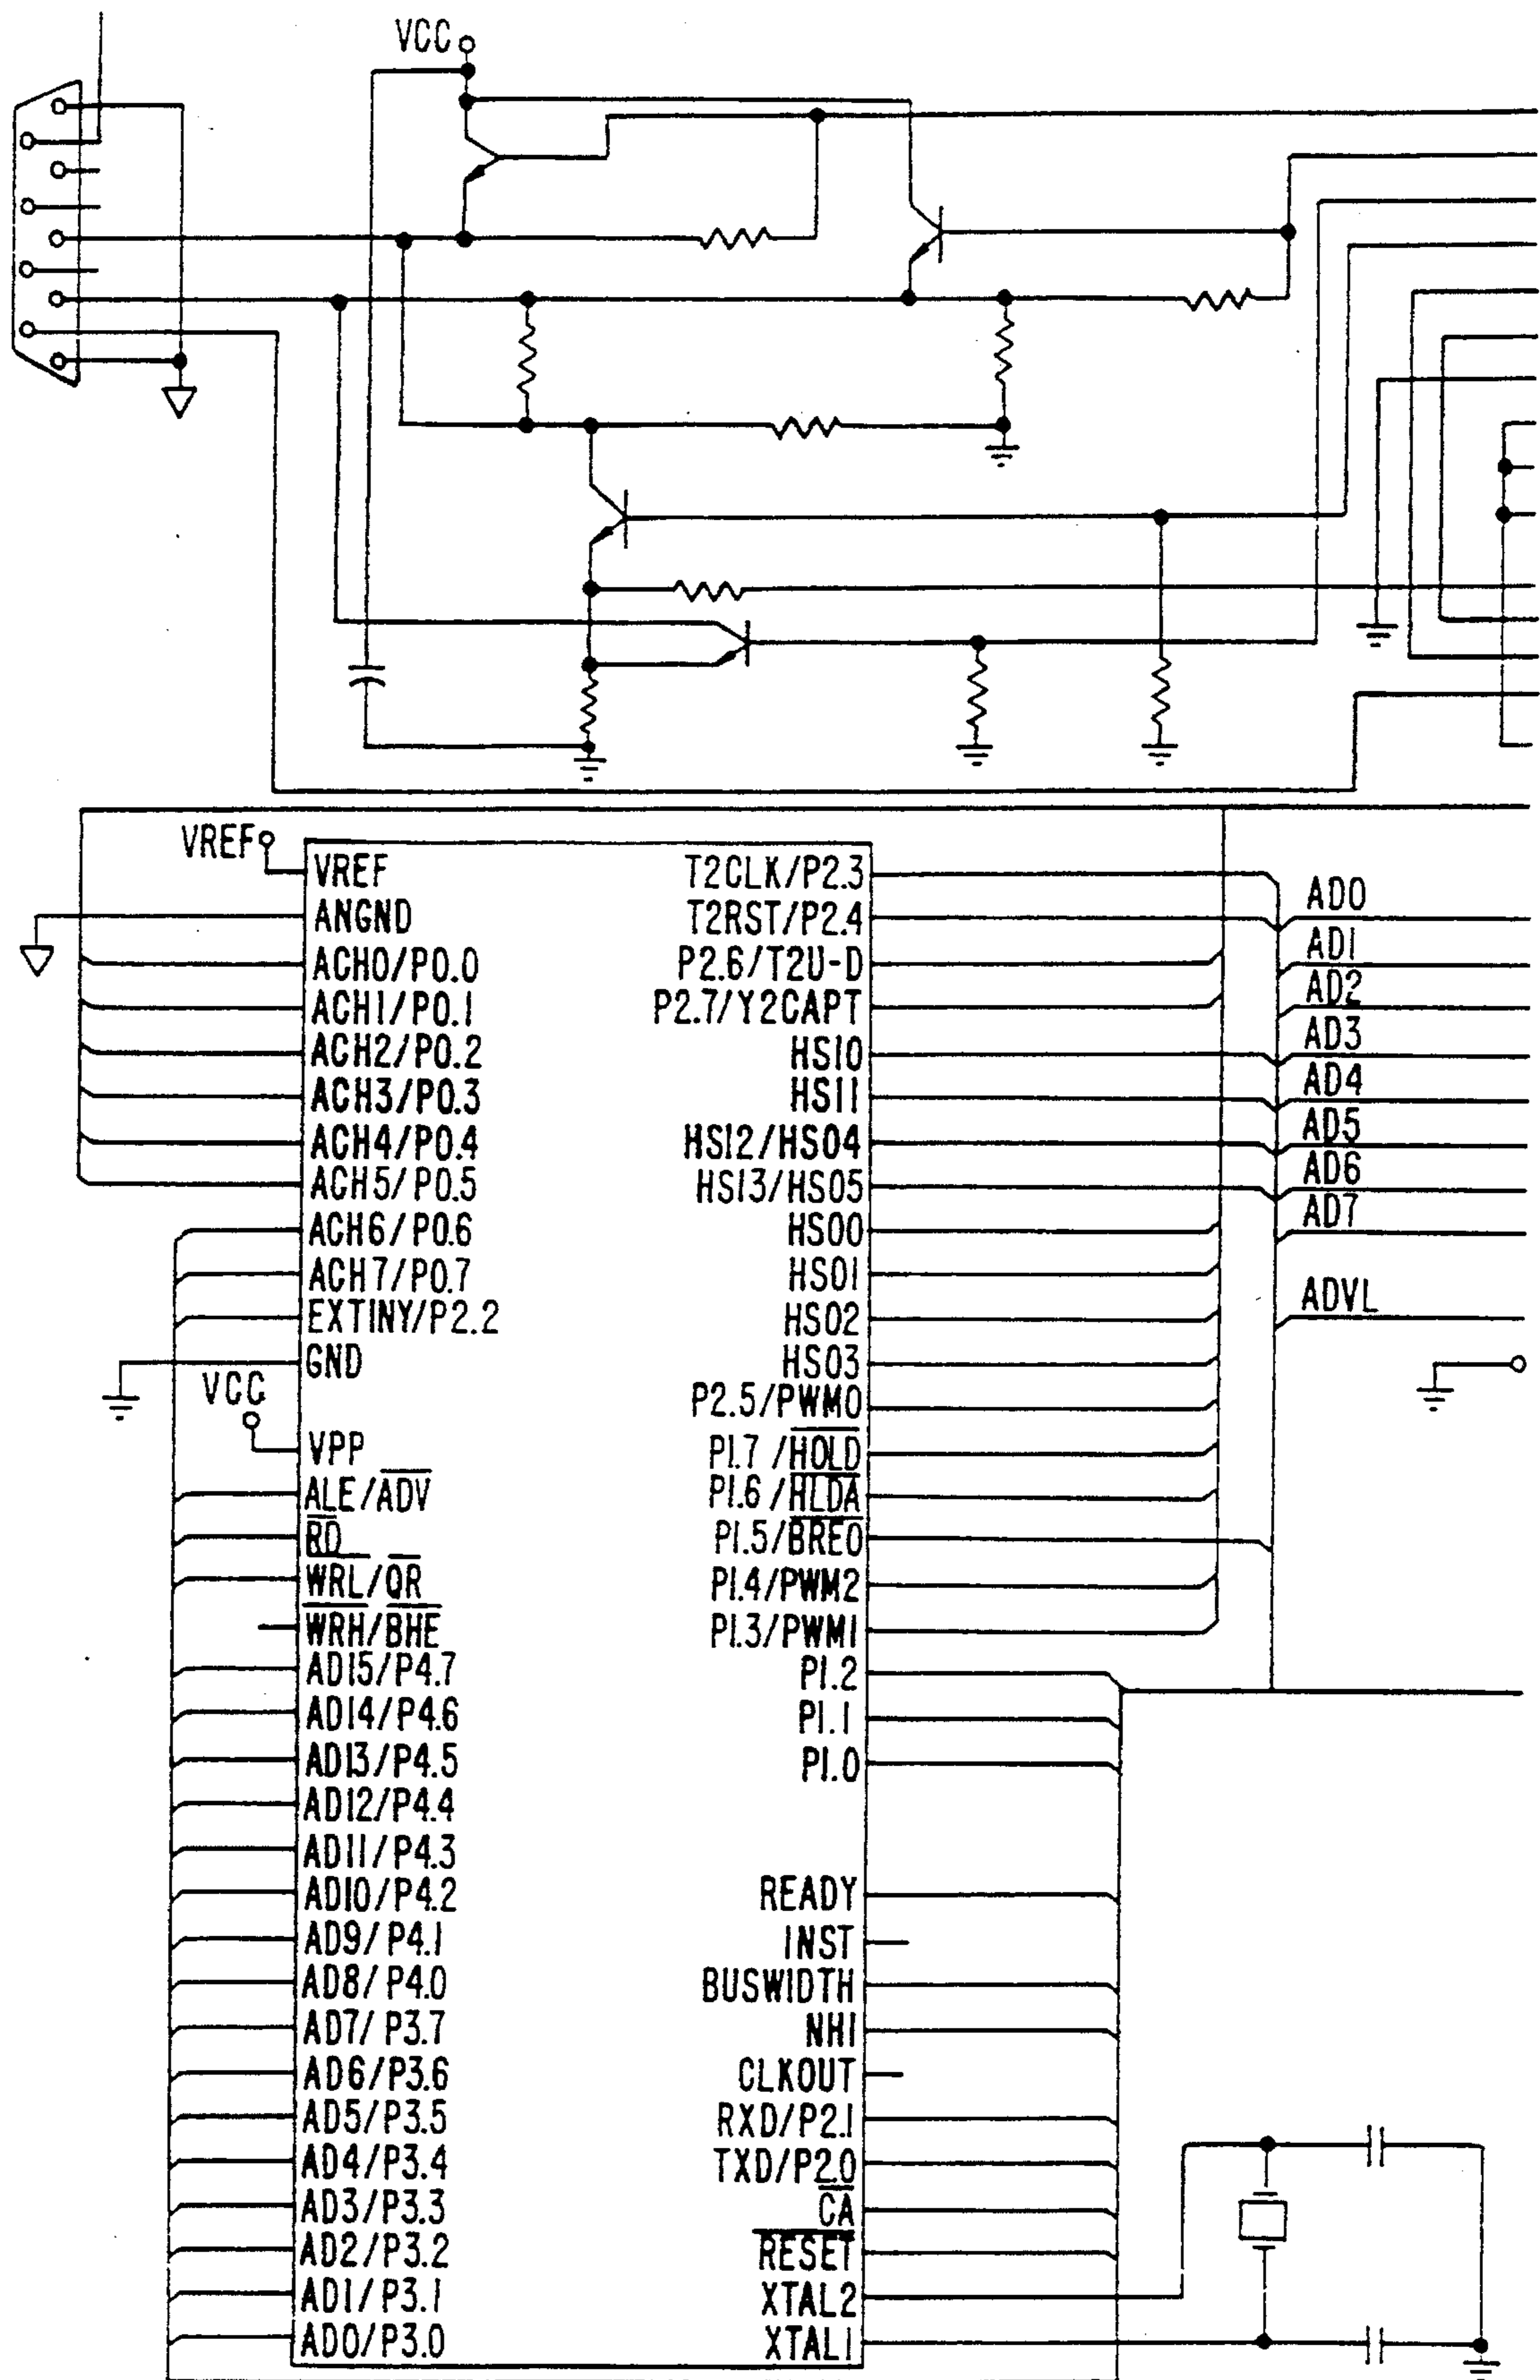 VCC
VREF
VREF
ANGND
ACH0/P0.0
ACH1/P0.1
ACH2/P0.2
ACH3/P0.3
ACH4/P0.4
ACH5/P0.5
ACH6/P0.6
ACH7/P0.7
EXTINY/P2.2
GND
VCC
VPP
ALE/ADV
RD
WRL/QR
WRH/BHE
AD15/P4.7
AD14/P4.6
AD13/P4.5
AD12/P4.4
AD11/P4.3
AD10/P4.2
AD9/P4.1
AD8/P4.0
AD7/P3.7
AD6/P3.6
AD5/P3.5
AD4/P3.4
AD3/P3.3
AD2/P3.2
AD1/P3.1
AD0/P3.0
T2CLK/P2.3
T2RST/P2.4
P2.6/T2U-D
P2.7/Y2CAPT
HSI0
HSI1
HSI2/HSO4
HSI3/HSO5
HSO0
HSO1
HSO2
HSO3
P2.5/PWM0
P1.7/HOLD
P1.6/HLDA
P1.5/BREO
P1.4/PWM2
P1.3/PWM1
P1.2
P1.1
P1.0
READY
INST
BUSWIDTH
NHI
CLKOUT
RXD/P2.1
TXD/P2.0
CA
RESET
XTAL2
XTAL1
AD0
AD1
AD2
AD3
AD4
AD5
AD6
AD7
ADVL